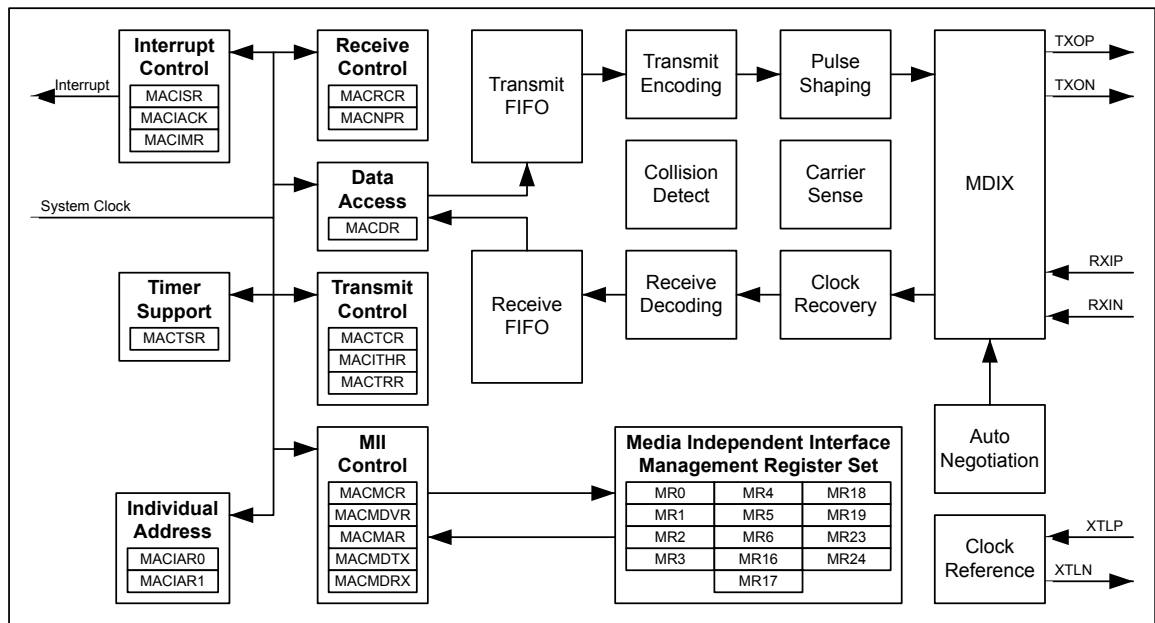 Interrupt
Control
MACISR
MACIACK
MACIMR
Interrupt
Receive
Control
MACRCR
MACNPR
Transmit
FIFO
Transmit
Encoding
Pulse
Shaping
MDIX
TXOP
TXON
Collision
Detect
Carrier
Sense
System Clock
Data
Access
MACDR
Timer
Support
MACTSR
Transmit
Control
MACTCR
MACITHR
MACTRR
Receive
FIFO
Receive
Decoding
Clock
Recovery
RXIP
RXIN
Auto
Negotiation
MII
Control
MACMCR
MACMDVR
MACMAR
MACMDTX
MACMDRX
Media Independent Interface
Management Register Set
MR0 MR4 MR18
MR1 MR5 MR19
MR2 MR6 MR23
MR3 MR16 MR24
MR17
Individual
Address
MACIAR0
MACIAR1
Clock
Reference
XTLP
XTLN